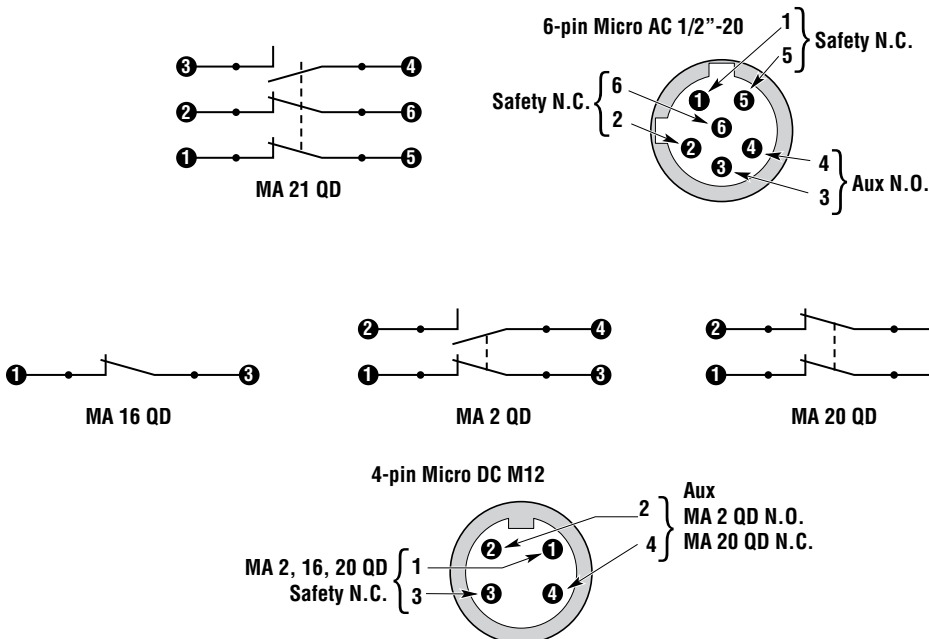 6-pin Micro AC 1/2”-20
1
5
Safety N.C.
Safety N.C.
6
2
1
5
6
2
4
3
4
3
Aux N.O.
3
4
2
6
1
5
MA 21 QD
1
3
MA 16 QD
2
4
1
3
MA 2 QD
2
1
MA 20 QD
4-pin Micro DC M12
MA 2, 16, 20 QD
Safety N.C.
1
3
2
1
3
4
2
4
Aux
MA 2 QD N.O.
MA 20 QD N.C.